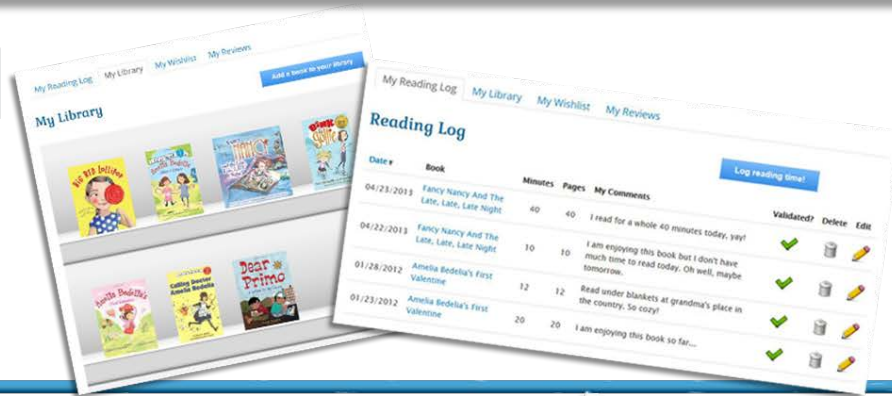 My Reading Log My Library My Wishlist My Reviews
Add a book to your library
My Library
BIG RED Lollipop
Amelia Bedelia
NANCY
BINK & Gollie
Amelia Bedelia's
Calling Doctor Amelia Bedelia
Dear Primo
My Reading Log My Library My Wishlist My Reviews
Reading Log
Log reading time!
Date Book Minutes Pages My Comments Validated? Delete Edit
04/23/2013 Fancy Nancy And The 40 40 I read for a whole 40 minutes today, yay!
Late, Late, Late Night
04/22/2013 Fancy Nancy And The 10 10 I am enjoying this book but I don't have
Late, Late, Late Night much time to read today. Oh well, maybe
tomorrow.
01/28/2012 Amelia Bedelia's First 12 12 Read under blankets at grandma's place in
Valentine the country. So cozy!
01/23/2012 Amelia Bedelia's First 20 20 I am enjoying this book so far...
Valentine